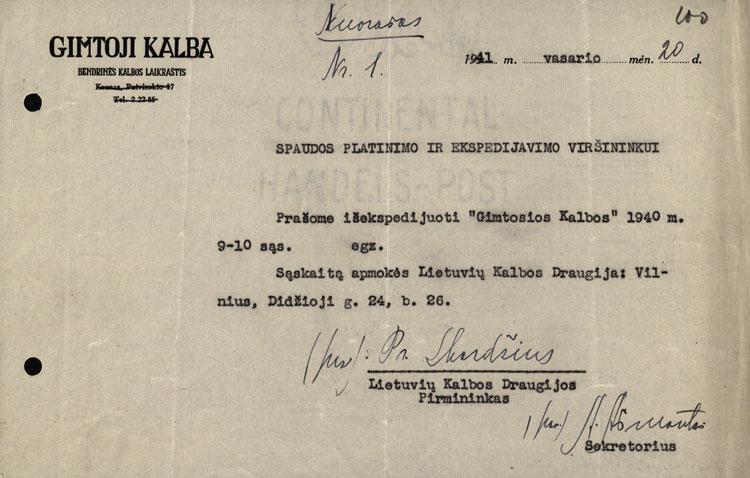 Nuorašas
100
GIMTOJI KALBA
BENDRINĖS KALBOS LAIKRAŠTIS
Kaunas, Putvinskio 47
Tel. 2 22 85
Nr. 1.
1941 m. vasario mėn. 20 d.
CONTINENTAL
HANDELS-POST
SPAUDOS PLATINIMO IR EKSPEDIJAVIMO VIRŠININKUI
Prašome išekspedijuoti "Gimtosios Kalbos" 1940 m.
9-10 sąs. egz.
Sąskaitą apmokės Lietuvių Kalbos Draugija: Vil-
nius, Didžioji g. 24, b. 26.
Pr. Skardžius
Lietuvių Kalbos Draugijos
Pirmininkas
Sekretorius